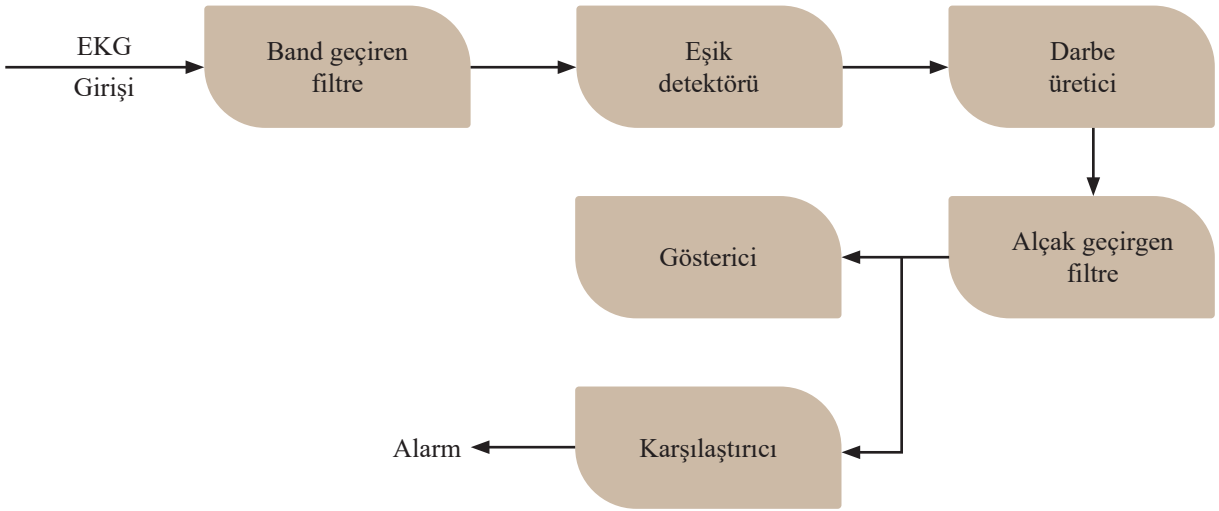 EKG
Girişi
Band geçiren
filtre
Eşik
detektörü
Darbe
üretici
Alçak geçirgen
filtre
Gösterici
Karşılaştırıcı
Alarm